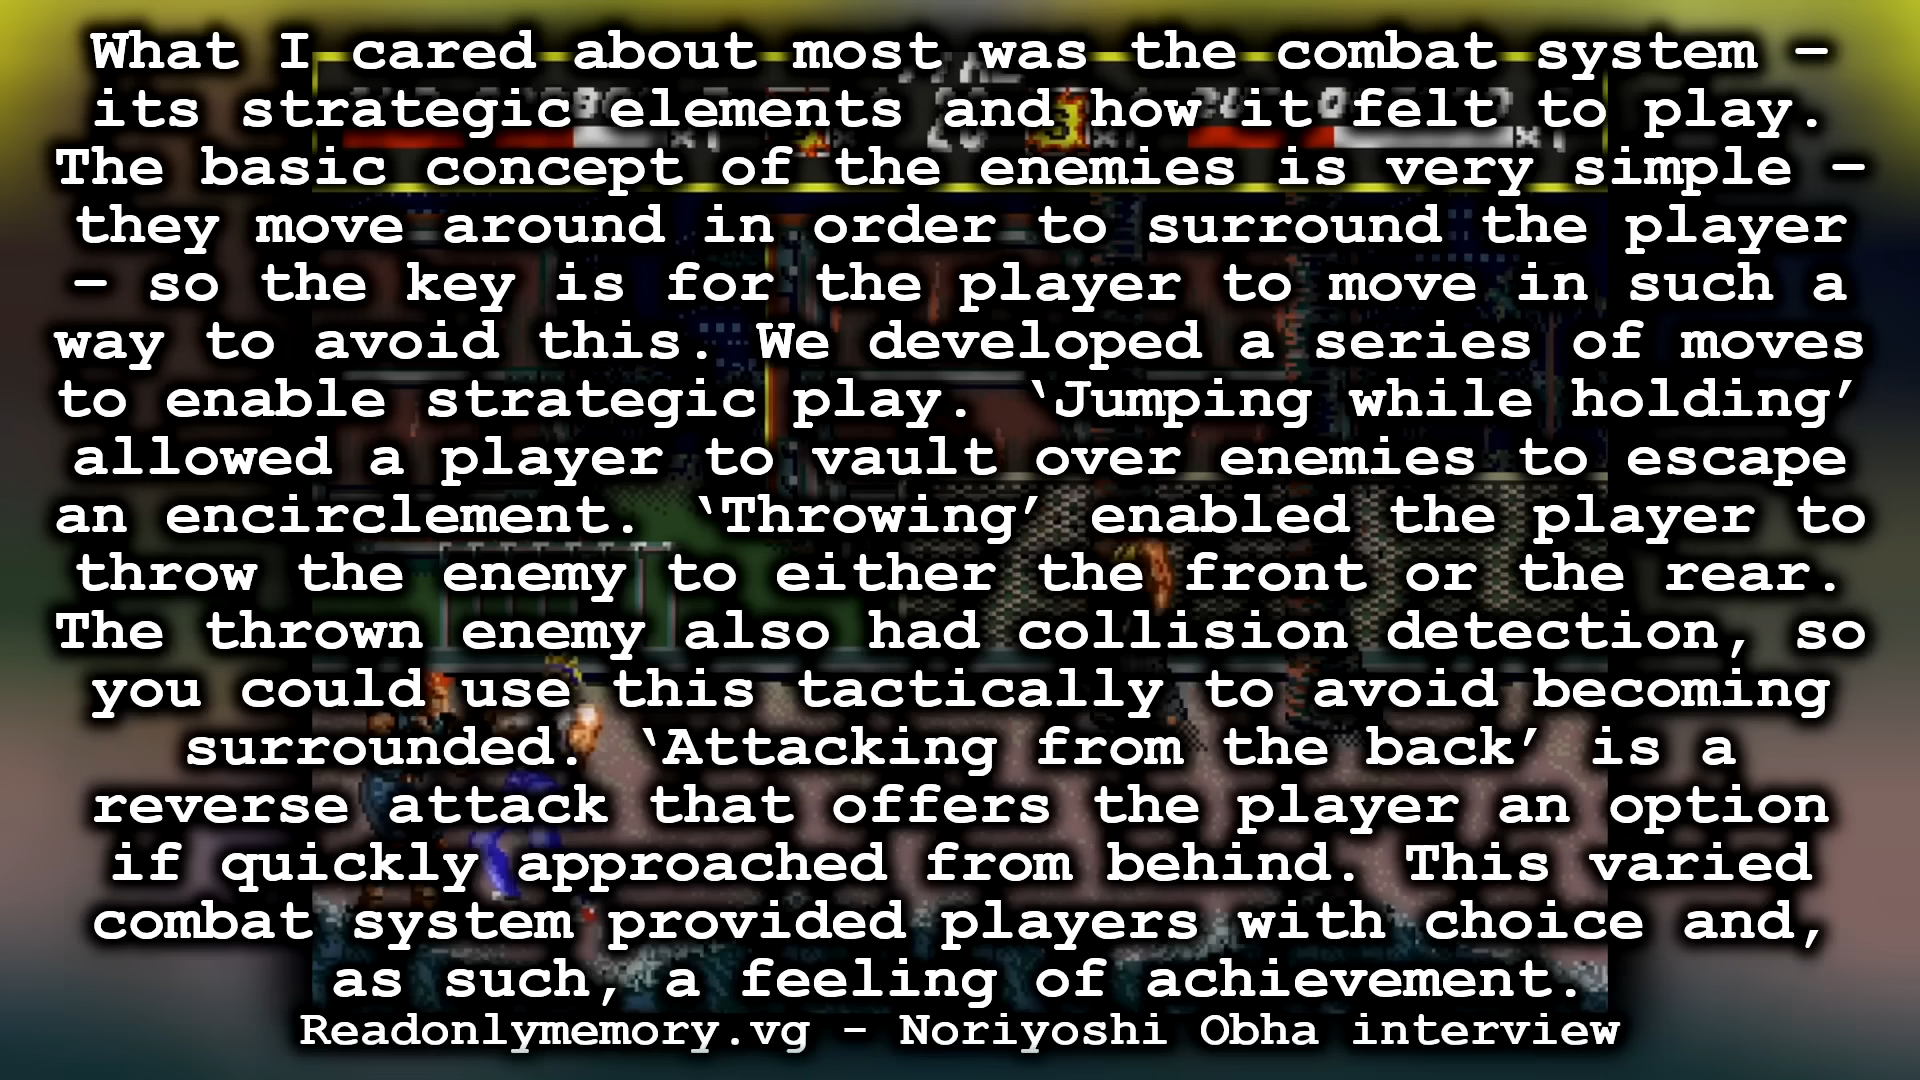 What I cared about most was the combat system –
its strategic elements and how it felt to play.
The basic concept of the enemies is very simple –
they move around in order to surround the player
– so the key is for the player to move in such a
way to avoid this. We developed a series of moves
to enable strategic play. ‘Jumping while holding’
allowed a player to vault over enemies to escape
an encirclement. ‘Throwing’ enabled the player to
throw the enemy to either the front or the rear.
The thrown enemy also had collision detection, so
you could use this tactically to avoid becoming
surrounded. ‘Attacking from the back’ is a
reverse attack that offers the player an option
if quickly approached from behind. This varied
combat system provided players with choice and,
as such, a feeling of achievement.
Readonlymemory.vg – Noriyoshi Obha interview